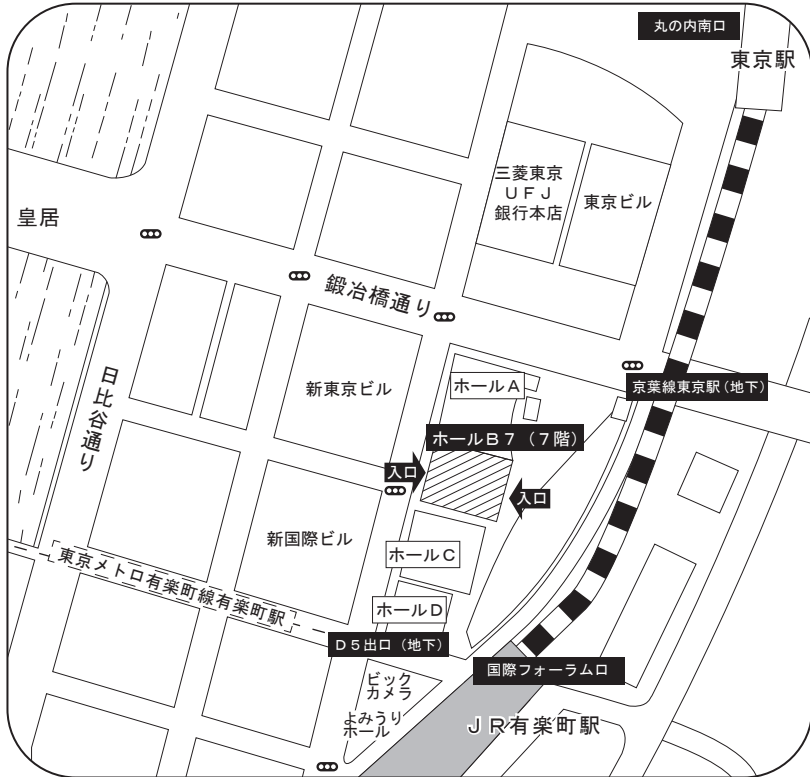 丸の内南口
東京駅
三菱東京
UFJ
銀行本店
東京ビル
皇居
鍛冶橋通り
日比谷通り
新東京ビル
ホールA
京葉線東京駅（地下）
ホールB7（7階）
入口
入口
新国際ビル
ホールC
東京メトロ有楽町線有楽町駅
ホールD
D5出口（地下）
国際フォーラム口
ビック
カメラ
よみうり
ホール
JR有楽町駅